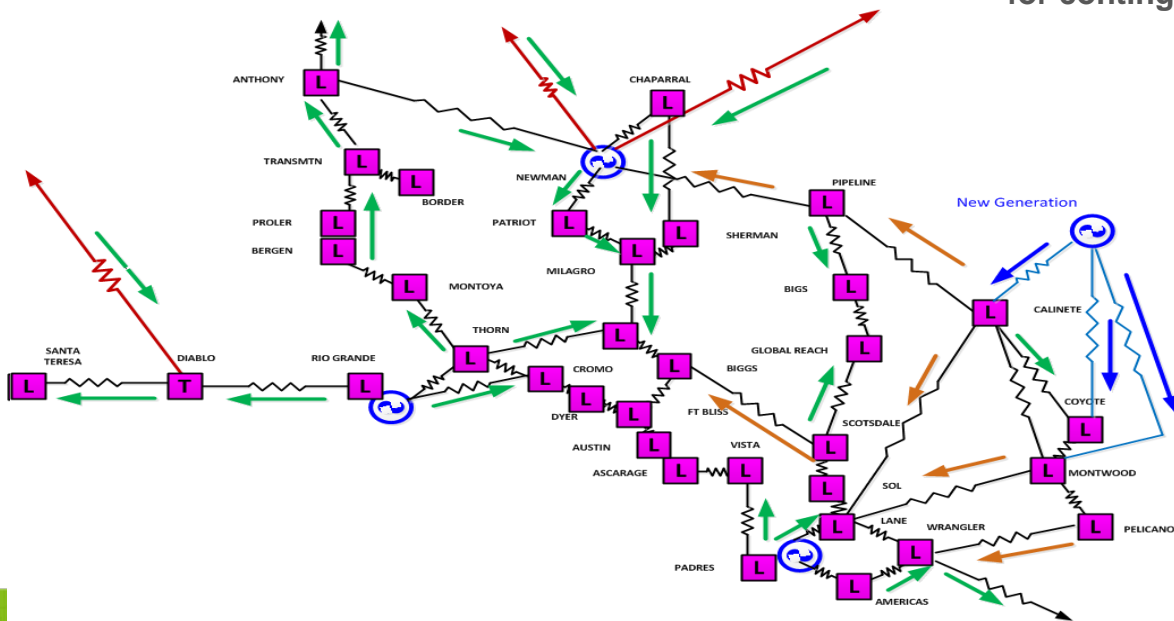 for conting
ANTHONY
L
CHAPARRAL
L
TRANSMTN
L
L
BORDER
NEWMAN
PIPELINE
L
New Generation
PROLER
L
PATRIOT
L
SHERMAN
L
BERGEN
L
MILAGRO
L
MONTOYA
L
BIGS
L
CALINETE
L
THORN
L
GLOBAL REACH
L
SANTA
TERESA
L
DIABLO
T
RIO GRANDE
L
L
CROMO
L
BIGGS
L
DYER
L
FT BLISS
L
COYOTE
L
SCOTSDALE
L
AUSTIN
L
VISTA
L
ASCARAGE
L
MONTWOOD
L
SOL
L
LANE
L
WRANGLER
L
PELICANO
L
PADRES
L
AMERICAS
L